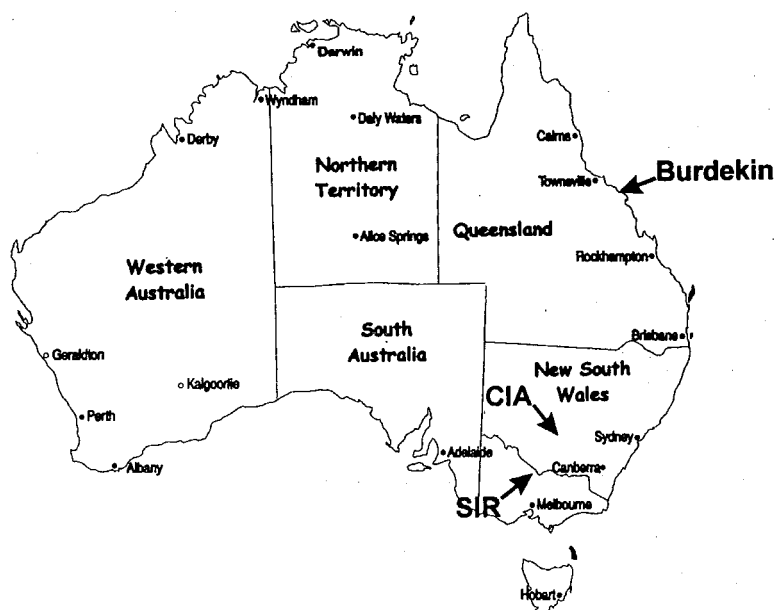 Darwin
Wyndham
Daly Waters
Derby
Cairns
Northern
Territory
Townsville
Burdekin
Alice Springs
Queensland
Rockhampton
Western
Australia
South
Australia
Brisbane
Geraldton
New South
Wales
Kalgoorlie
CIA
Perth
Sydney
Adelaide
Albany
Canberra
SIR
Melbourne
Hobart